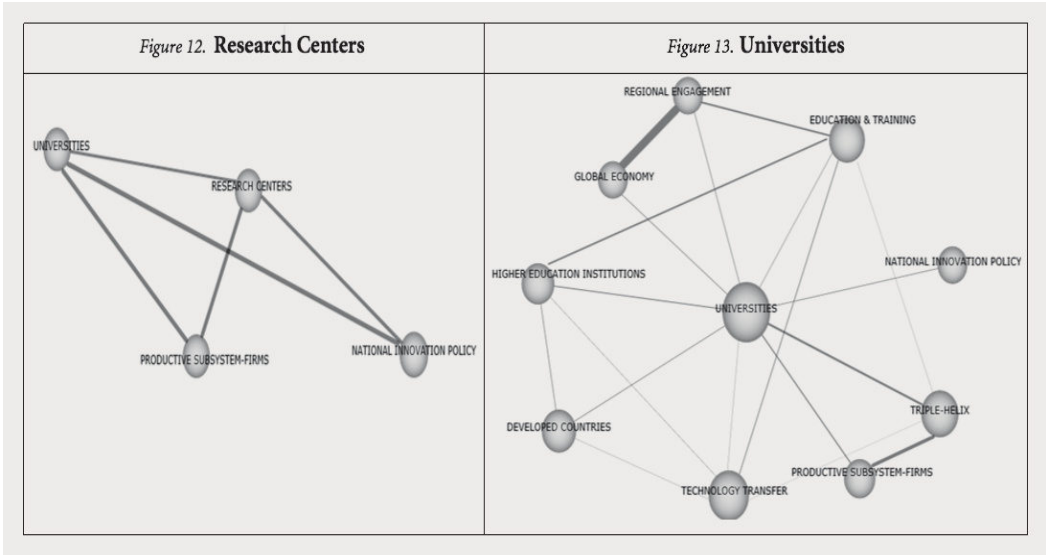 Figure 12. Research Centers
Figure 13. Universities
UNIVERSITIES
RESEARCH CENTERS
PRODUCTIVE SUBSYSTEM-FIRMS
NATIONAL INNOVATION POLICY
REGIONAL ENGAGEMENT
EDUCATION & TRAINING
GLOBAL ECONOMY
NATIONAL INNOVATION POLICY
HIGHER EDUCATION INSTITUTIONS
UNIVERSITIES
TRIPLE-HELIX
DEVELOPED COUNTRIES
PRODUCTIVE SUBSYSTEM-FIRMS
TECHNOLOGY TRANSFER